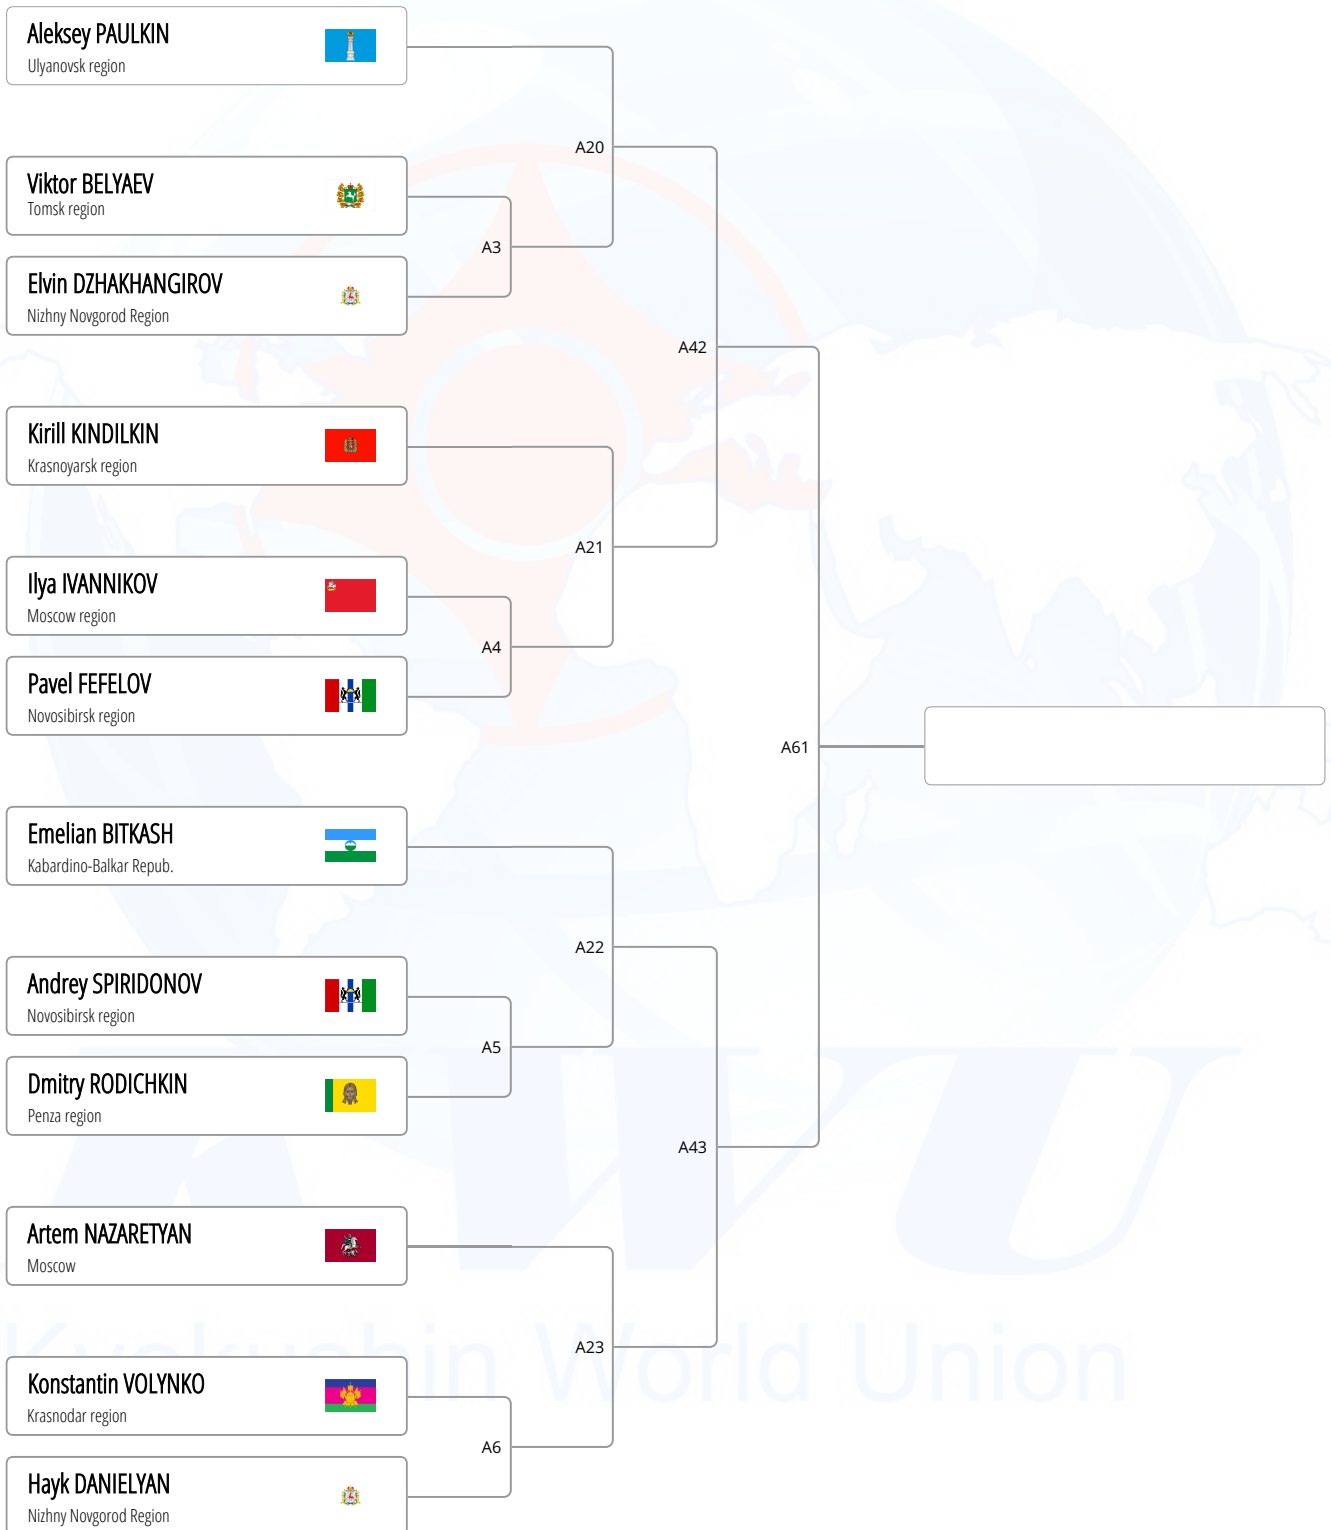 Aleksey PAULKIN
Ulyanovsk region
A20
Viktor BELYAEV
Tomsk region
A3
Elvin DZHAKHANGIROV
Nizhny Novgorod Region
A42
Kirill KINDILKIN
Krasnoyarsk region
A21
Ilya IVANNIKOV
Moscow region
A4
Pavel FEFELOV
Novosibirsk region
A61
Emelian BITKASH
Kabardino-Balkar Repub.
A22
Andrey SPIRIDONOV
Novosibirsk region
A5
Dmitry RODICHKIN
Penza region
A43
Artem NAZARETYAN
Moscow
A23
Kyokushin World Union
Konstantin VOLYNKO
Krasnodar region
A6
Hayk DANIELYAN
Nizhny Novgorod Region